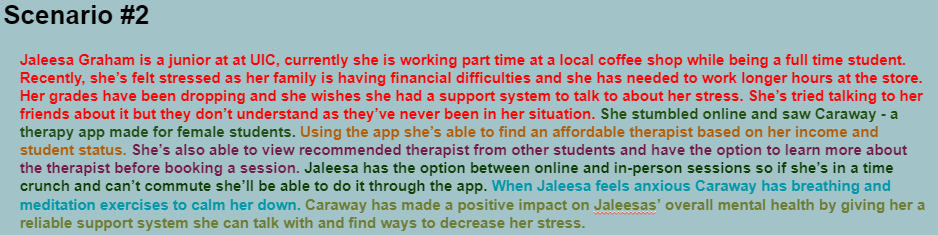 Scenario #2
Jaleesa Graham is a junior at at UIC, currently she is working part time at a local coffee shop while being a full time student.
Recently, she’s felt stressed as her family is having financial difficulties and she has needed to work longer hours at the store.
Her grades have been dropping and she wishes she had a support system to talk to about her stress. She’s tried talking to her
friends about it but they don’t understand as they’ve never been in her situation. She stumbled online and saw Caraway - a
therapy app made for female students. Using the app she’s able to find an affordable therapist based on her income and
student status. She’s also able to view recommended therapist from other students and have the option to learn more about
the therapist before booking a session. Jaleesa has the option between online and in-person sessions so if she’s in a time
crunch and can’t commute she’ll be able to do it through the app. When Jaleesa feels anxious Caraway has breathing and
meditation exercises to calm her down. Caraway has made a positive impact on Jaleesas’ overall mental health by giving her a
reliable support system she can talk with and find ways to decrease her stress.